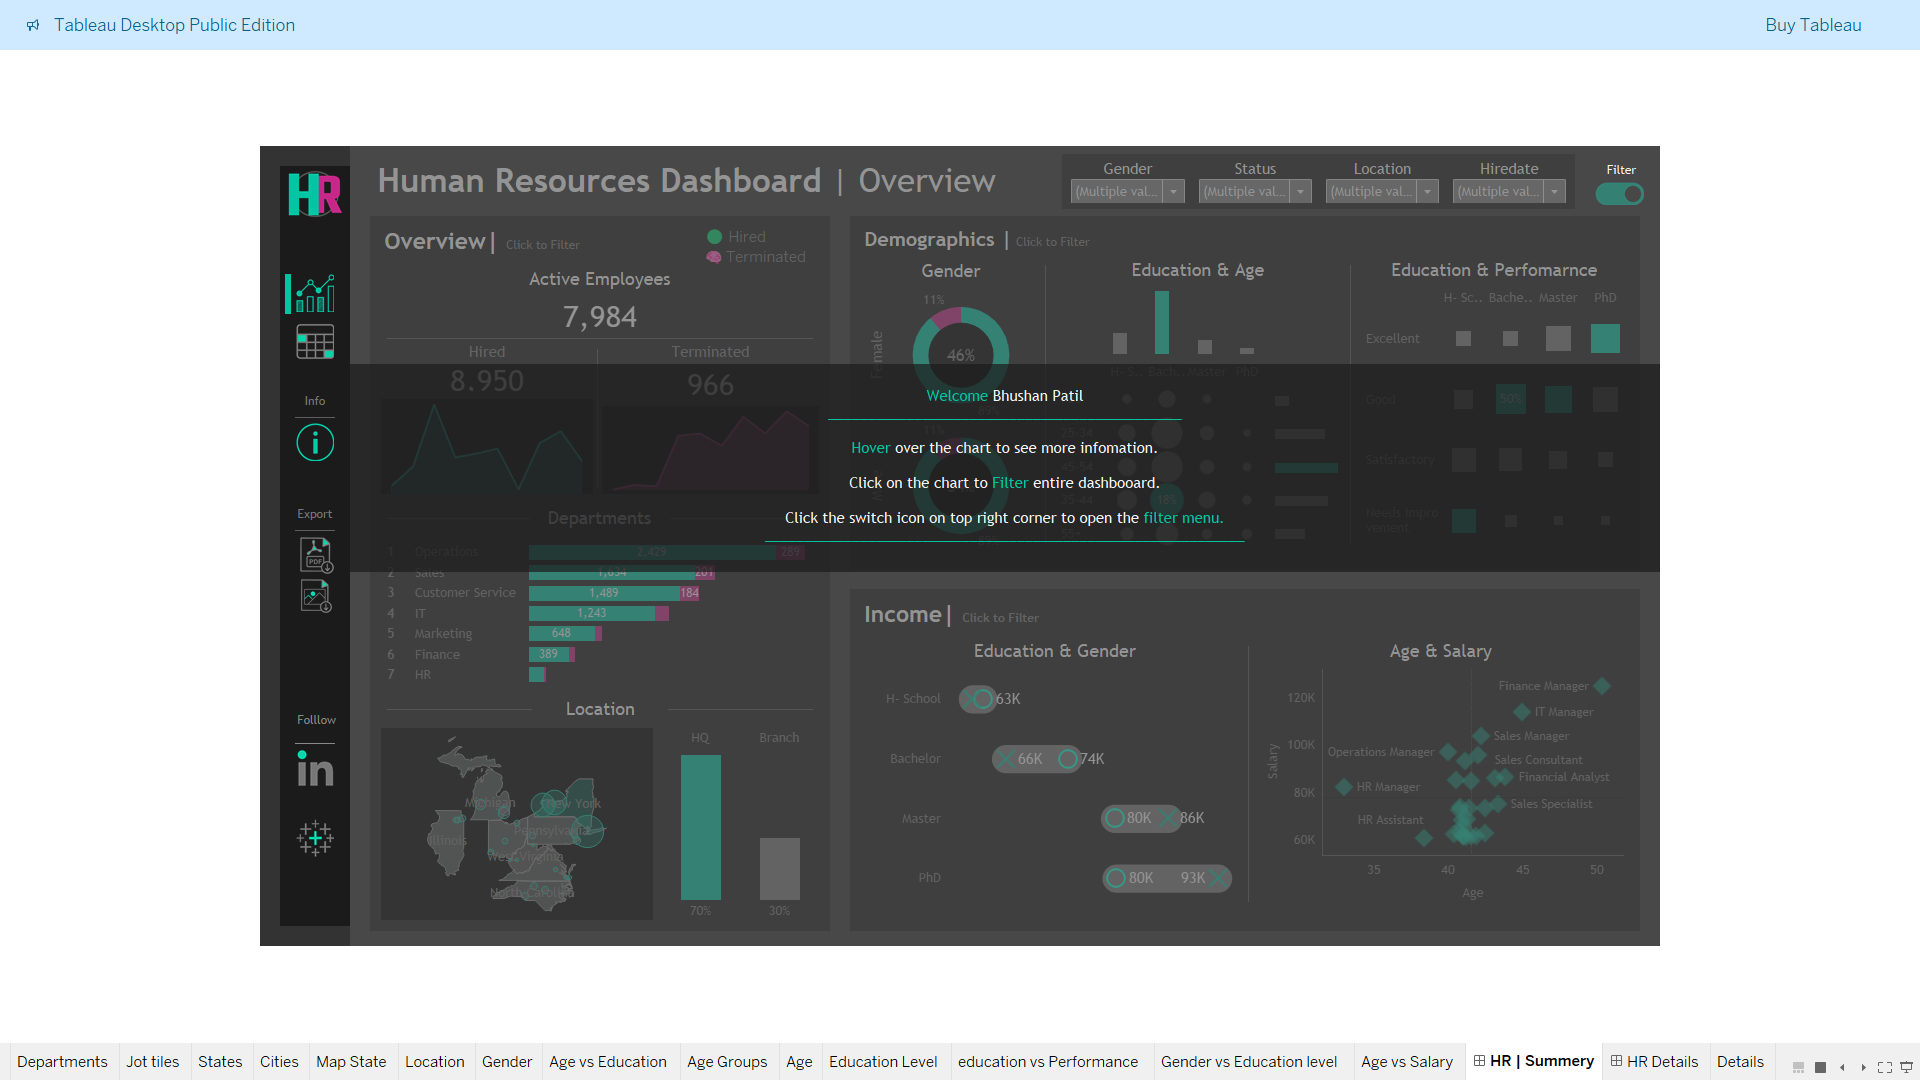 Tableau Desktop Public Edition
Buy Tableau
HR
Human Resources Dashboard | Overview
Gender
Status
Location
Hiredate
Filter
(Multiple val...
(Multiple val...
(Multiple val...
(Multiple val...
Overview| Click to Filter
Hired
Terminated
Active Employees
7,984
Hired
Terminated
8.950
966
Departments
1 Operations 2,429 289
2 Sales 1,634 201
3 Customer Service 1,489 184
4 IT 1,243
5 Marketing 648
6 Finance 389
7 HR
Location
Michigan
New York
Pennsylvania
Illinois
West Virginia
North Carolina
HQ
Branch
70%
30%
Info
Export
PDF
Folllow
in
Demographics | Click to Filter
Gender
11%
Female
46%
Education & Age
H- S.. Bach.. Master PhD
25-34
45-54
18%
Education & Perfomarnce
H- Sc.. Bache.. Master PhD
Excellent
Good
50%
Satisfactory
Needs Impro
vement
Welcome Bhushan Patil
Hover over the chart to see more infomation.
Click on the chart to Filter entire dashbooard.
Click the switch icon on top right corner to open the filter menu.
Income| Click to Filter
Education & Gender
H- School 63K
Bachelor 66K 74K
Master 80K 86K
PhD 80K 93K
Age & Salary
Salary
120K
100K
80K
60K
Finance Manager
IT Manager
Sales Manager
Operations Manager
Sales Consultant
Financial Analyst
HR Manager
Sales Specialist
HR Assistant
35 40 45 50
Age
Departments
Jot tiles
States
Cities
Map State
Location
Gender
Age vs Education
Age Groups
Age
Education Level
education vs Performance
Gender vs Education level
Age vs Salary
HR | Summery
HR Details
Details